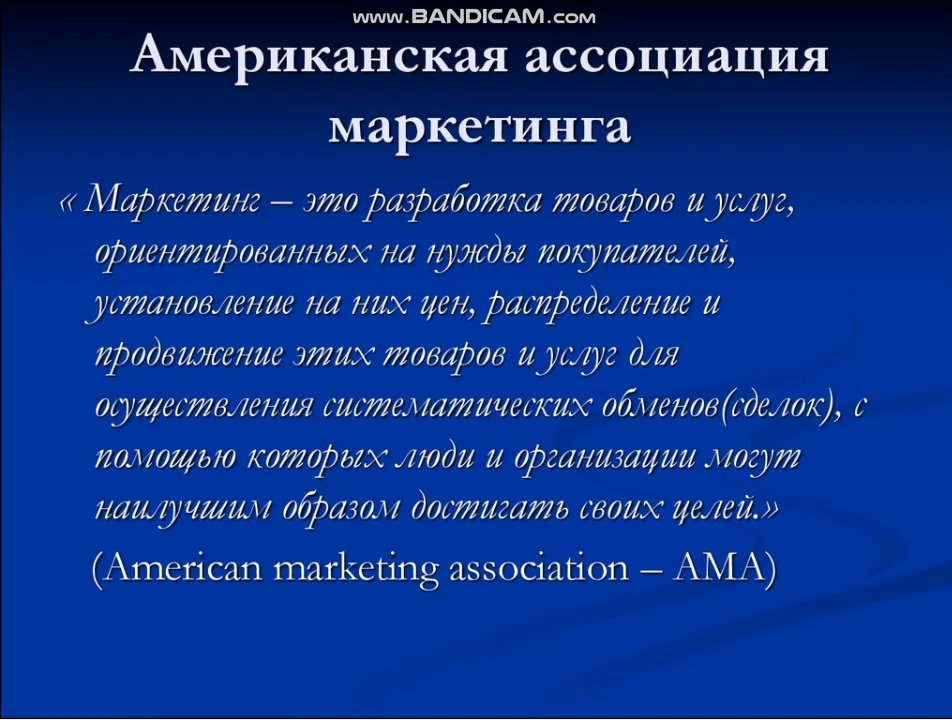 www.BANDICAM.com
Американская ассоциация
маркетинга
« Маркетинг – это разработка товаров и услуг,
ориентированных на нужды покупателей,
установление на них цен, распределение и
продвижение этих товаров и услуг для
осуществления систематических обменов(сделок), с
помощью которых люди и организации могут
наилучшим образом достигать своих целей.»
(American marketing association – AMA)